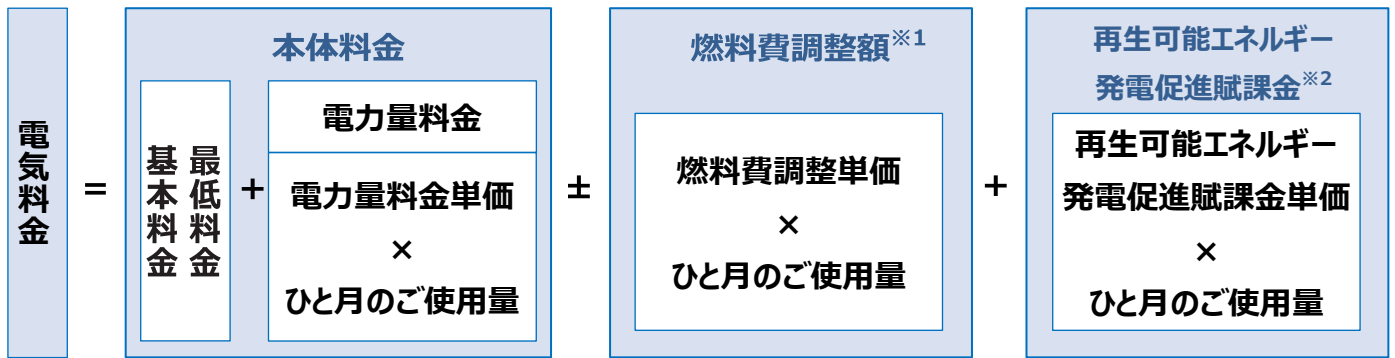 電気料金
=
本体料金
基本料金
最低料金
+
電力量料金
電力量料金単価
×
ひと月のご使用量
±
燃料費調整額※1
燃料費調整単価
×
ひと月のご使用量
+
再生可能エネルギー
発電促進賦課金※2
再生可能エネルギー
発電促進賦課金単価
×
ひと月のご使用量